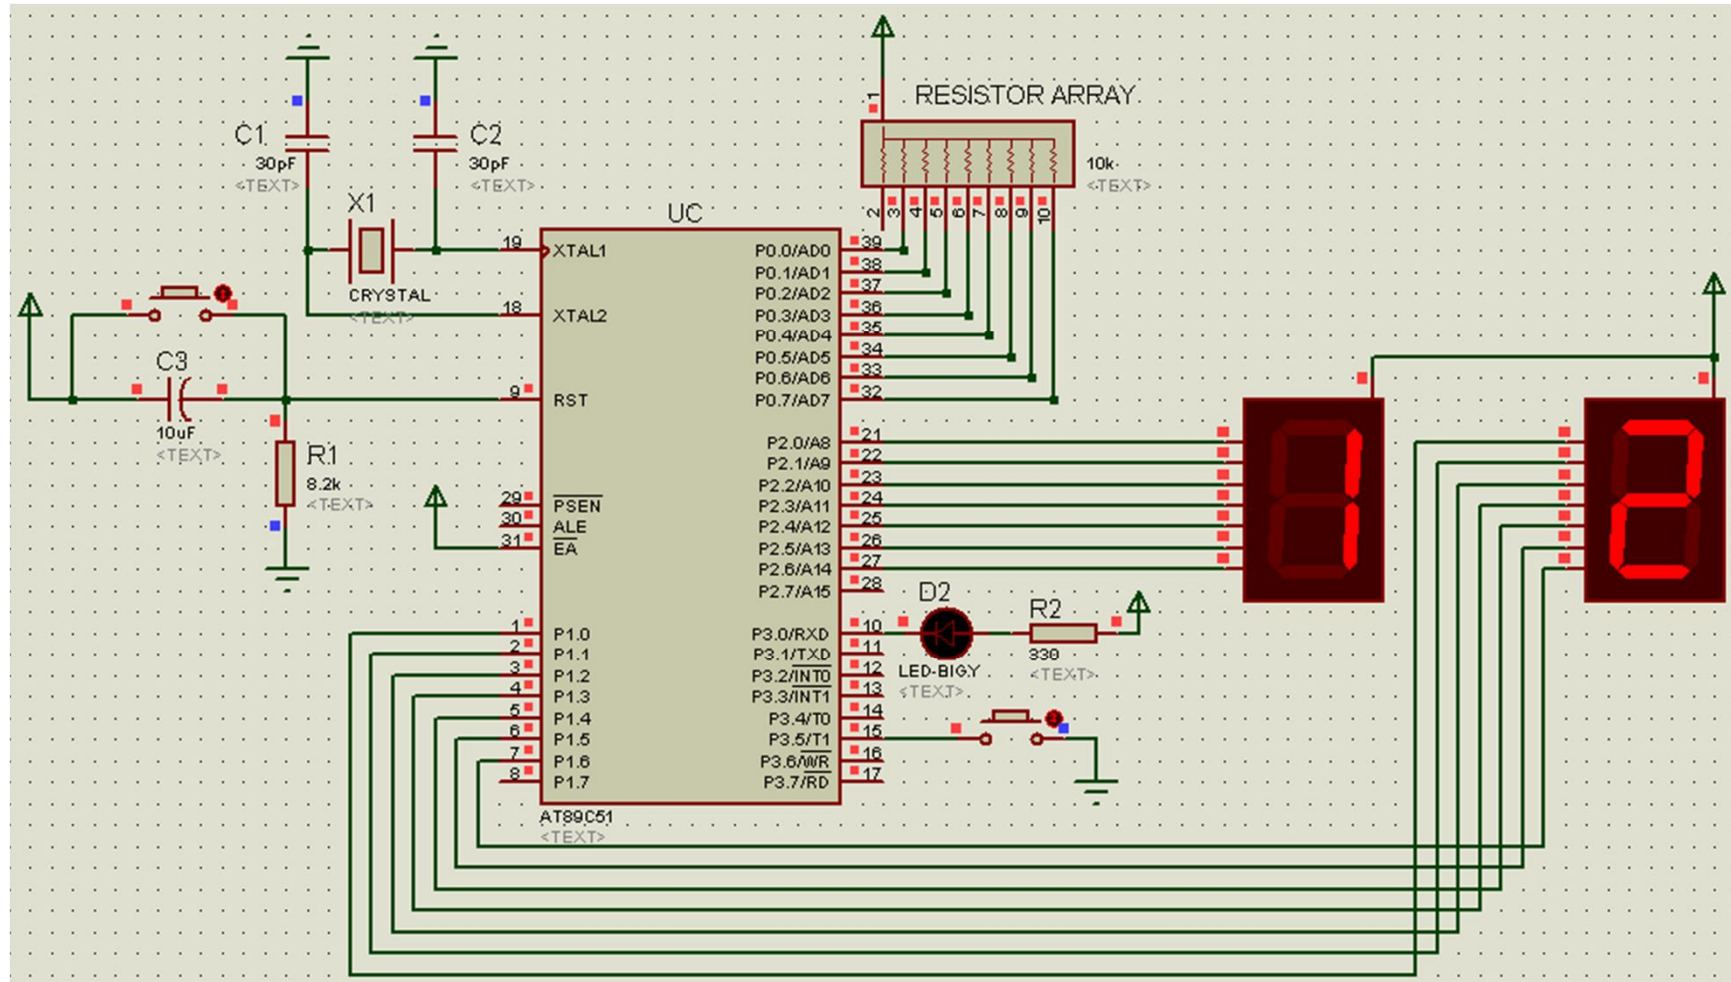 RESISTOR ARRAY
1
10k
<TEXT>
2 3 4 5 6 7 8 9 10
C1
30pF
<TEXT>
C2
30pF
<TEXT>
X1
CRYSTAL
<TEXT>
C3
10uF
<TEXT>
R1
8.2k
<TEXT>
UC
19 XTAL1
18 XTAL2
9 RST
29 PSEN
30 ALE
31 EA
1 P1.0
2 P1.1
3 P1.2
4 P1.3
5 P1.4
6 P1.5
7 P1.6
8 P1.7
P0.0/AD0 39
P0.1/AD1 38
P0.2/AD2 37
P0.3/AD3 36
P0.4/AD4 35
P0.5/AD5 34
P0.6/AD6 33
P0.7/AD7 32
P2.0/A8 21
P2.1/A9 22
P2.2/A10 23
P2.3/A11 24
P2.4/A12 25
P2.5/A13 26
P2.6/A14 27
P2.7/A15 28
P3.0/RXD 10
P3.1/TXD 11
P3.2/INT0 12
P3.3/INT1 13
P3.4/T0 14
P3.5/T1 15
P3.6/WR 16
P3.7/RD 17
AT89C51
<TEXT>
D2
LED-BIGY
<TEXT>
R2
330
<TEXT>
1
2